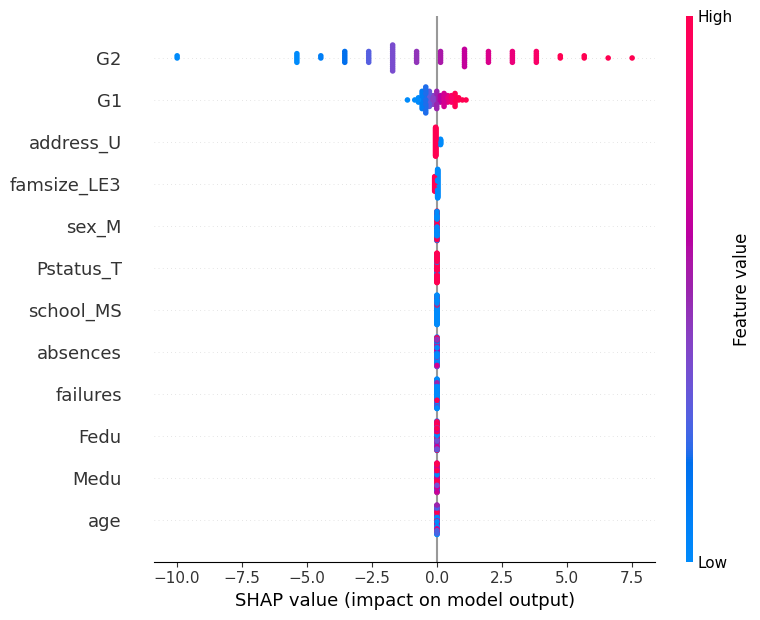 High
G2
G1
address_U
famsize_LE3
sex_M
Pstatus_T
school_MS
absences
failures
Fedu
Medu
age
Feature value
Low
−10.0 −7.5 −5.0 −2.5 0.0 2.5 5.0 7.5
SHAP value (impact on model output)